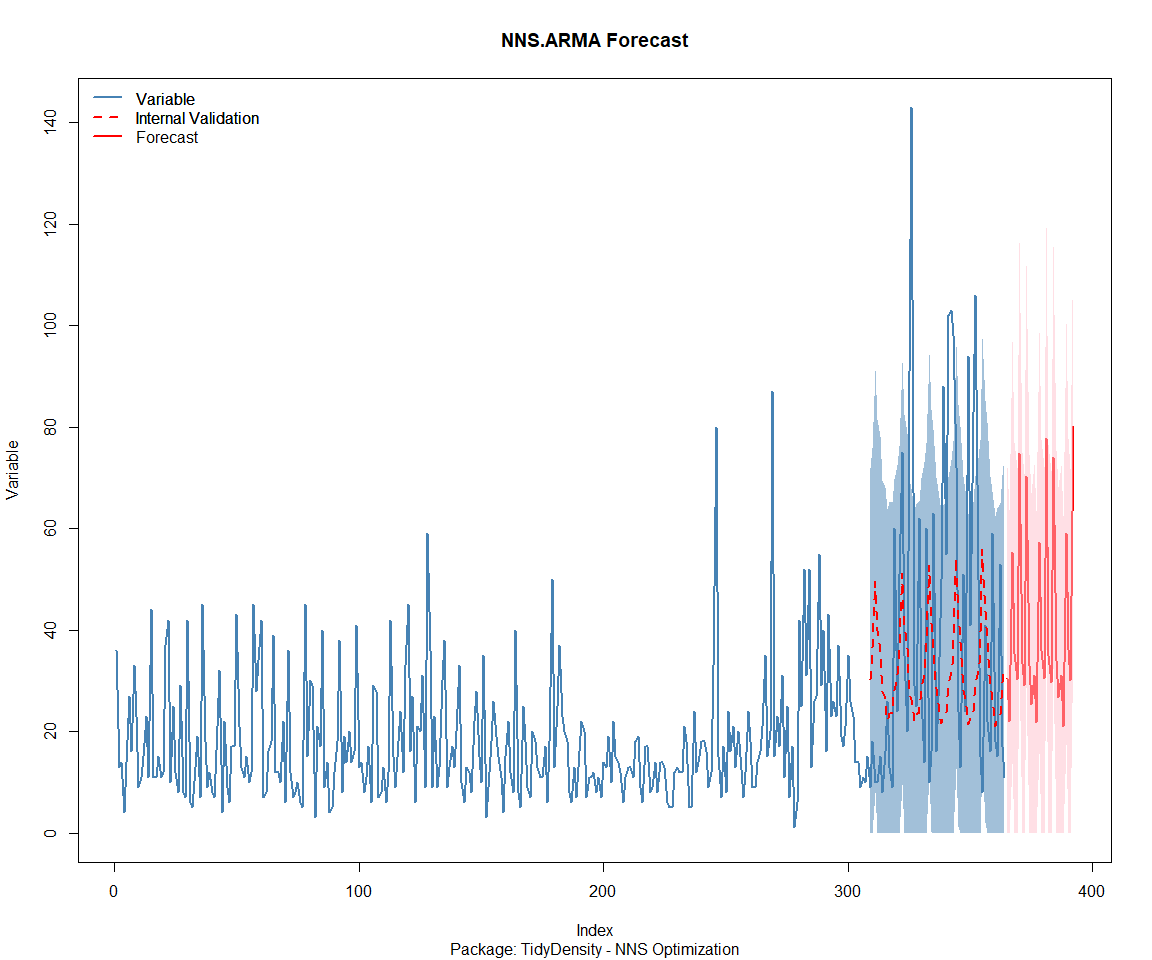 NNS.ARMA Forecast
Variable
Internal Validation
Forecast
140
120
100
80
60
40
20
0
Variable
0
100
200
300
400
Index
Package: TidyDensity - NNS Optimization